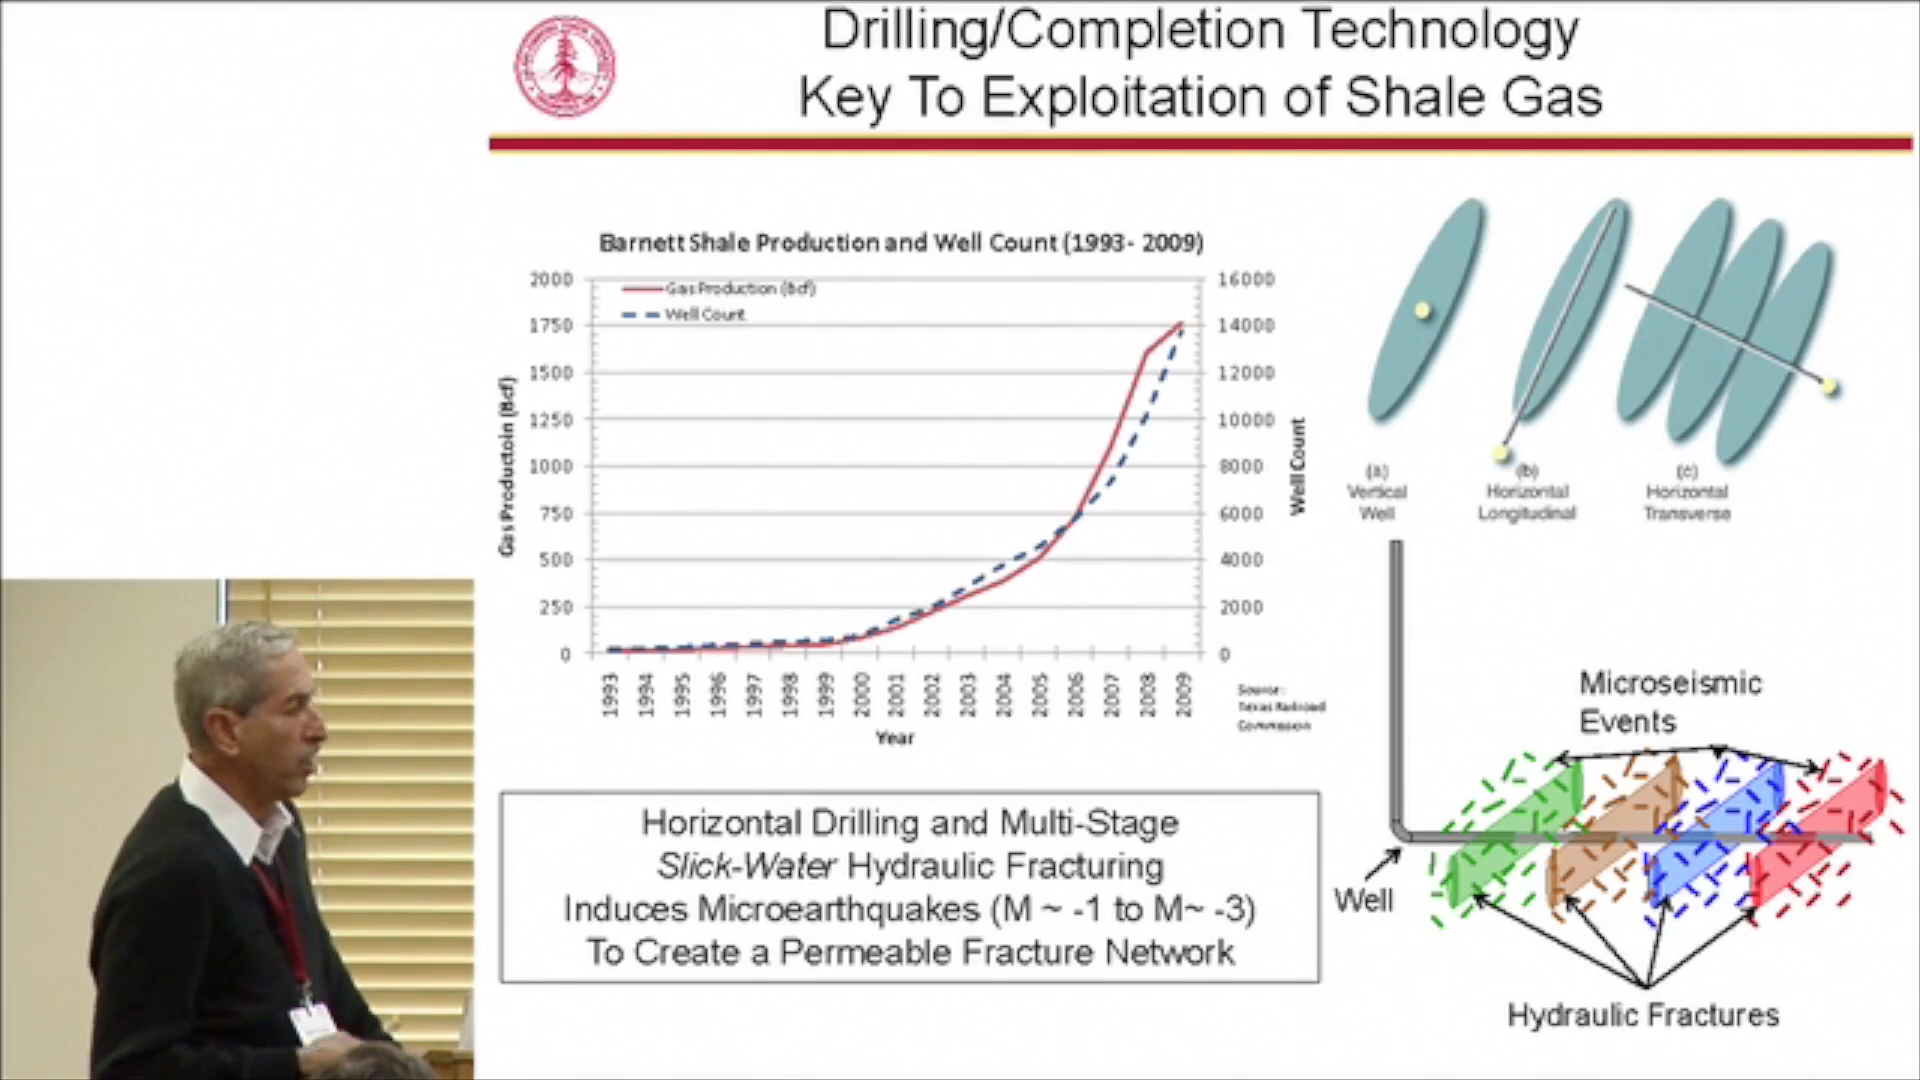 Drilling/Completion Technology
Key To Exploitation of Shale Gas
Barnett Shale Production and Well Count (1993- 2009)
Gas Production (Bcf)
Well Count
2000
1750
1500
1250
1000
750
500
250
0
Gas Productoin (Bcf)
16000
14000
12000
10000
8000
6000
4000
2000
0
Well Count
1993 1994 1995 1996 1997 1998 1999 2000 2001 2002 2003 2004 2005 2006 2007 2008 2009
Year
Source:
Texas Railroad
Commission
(a)
Vertical
Well
(b)
Horizontal
Longitudinal
(c)
Horizontal
Transverse
Horizontal Drilling and Multi-Stage
Slick-Water Hydraulic Fracturing
Induces Microearthquakes (M ~ -1 to M~ -3)
To Create a Permeable Fracture Network
Microseismic
Events
Well
Hydraulic Fractures